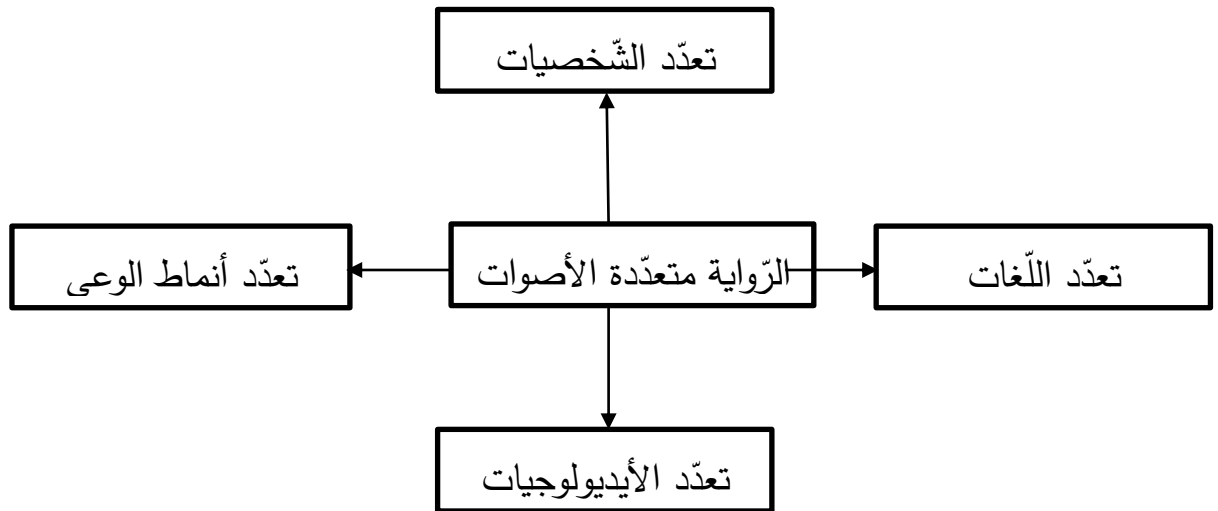 تعدّد الشّخصيات
تعدّد اللّغات
الرّواية متعدّدة الأصوات
تعدّد أنماط الوعي
تعدّد الأيديولوجيات